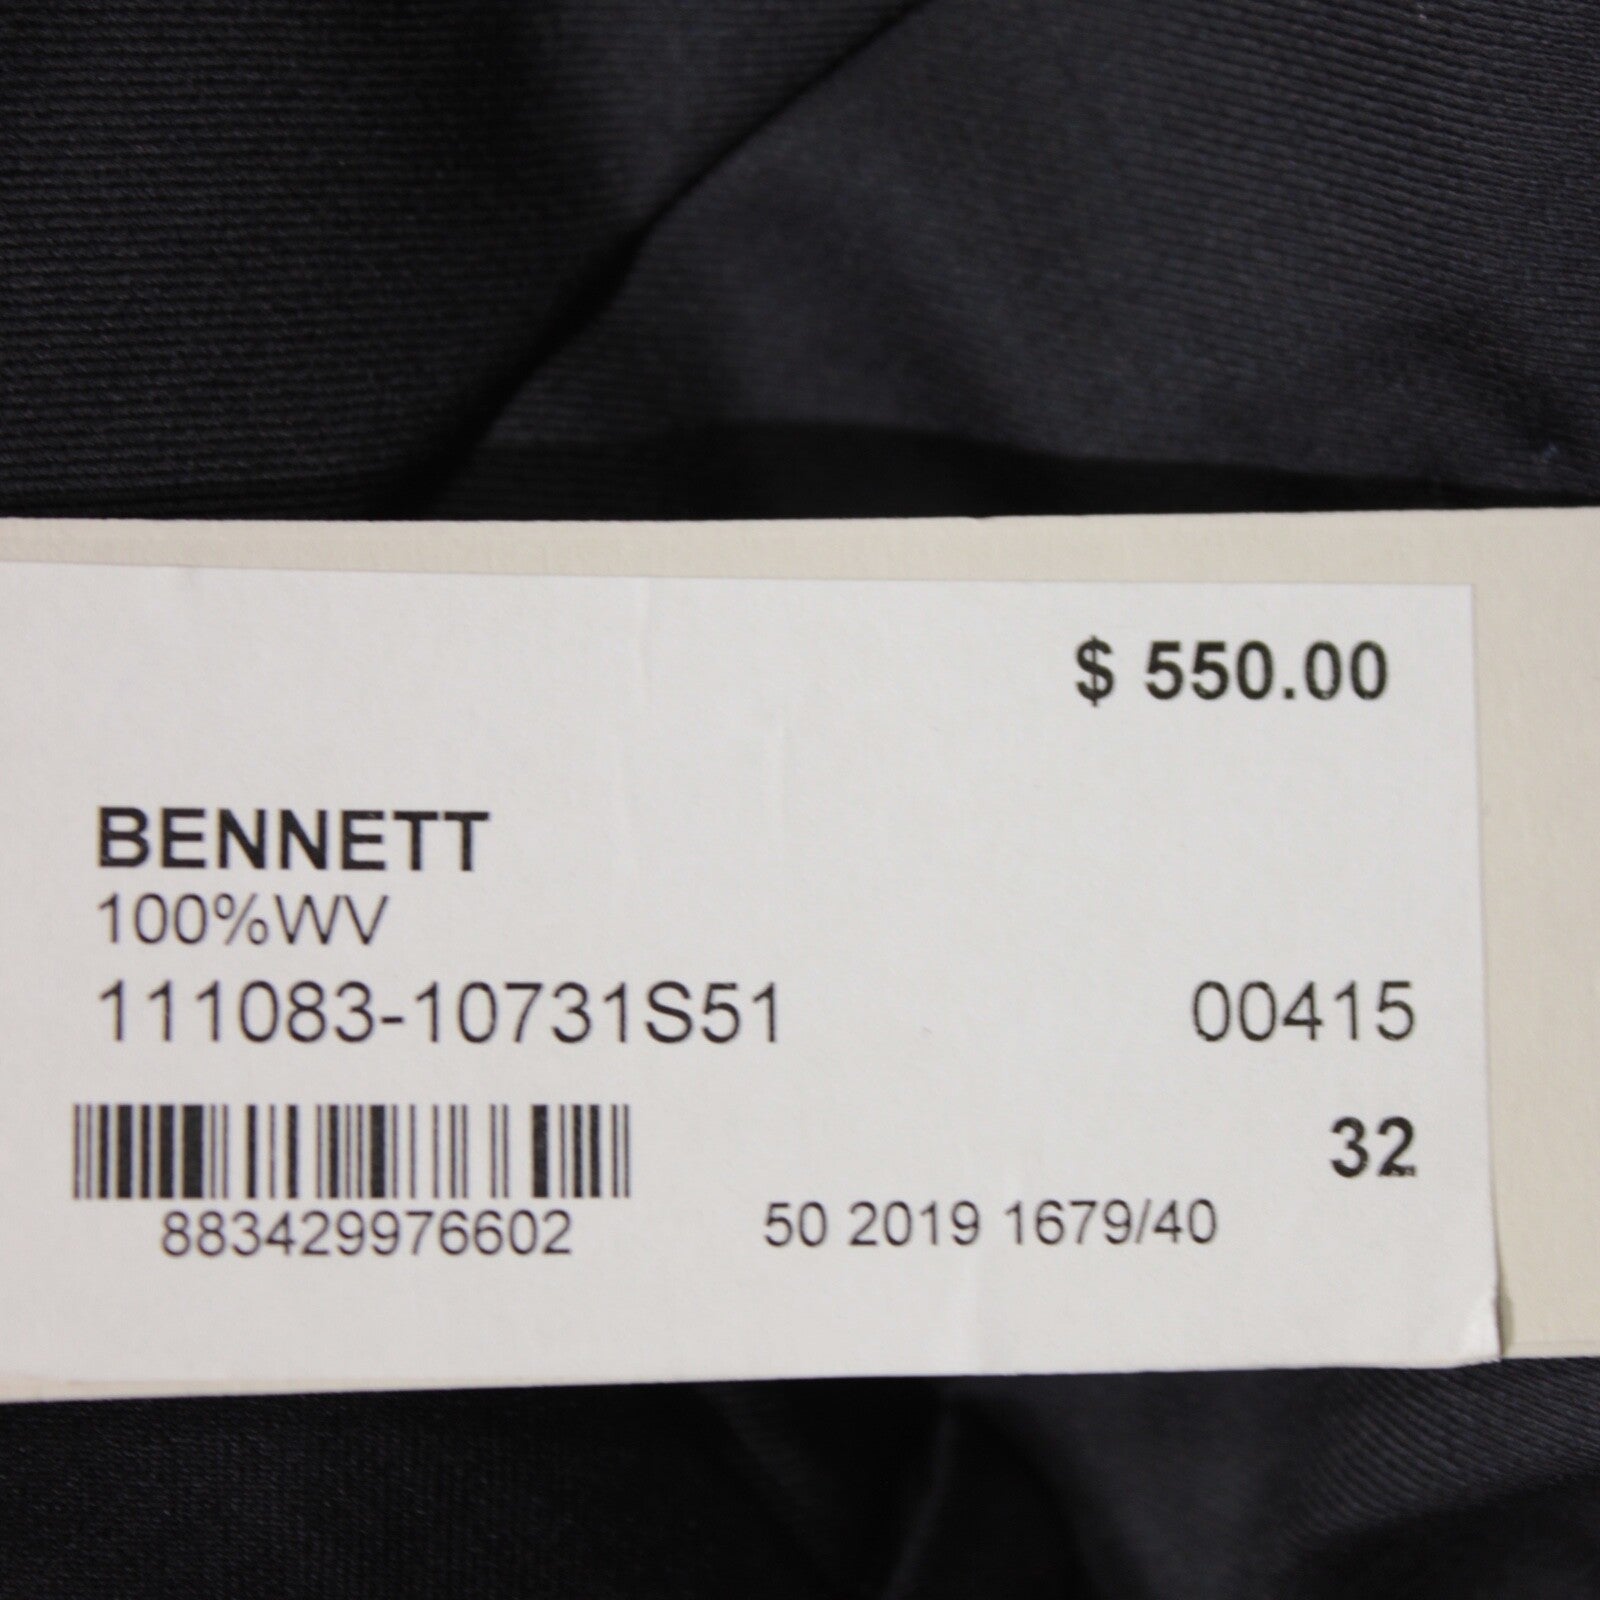 $ 550.00
BENNETT
100%WV
111083-10731S51 00415
32
883429976602 50 2019 1679/40